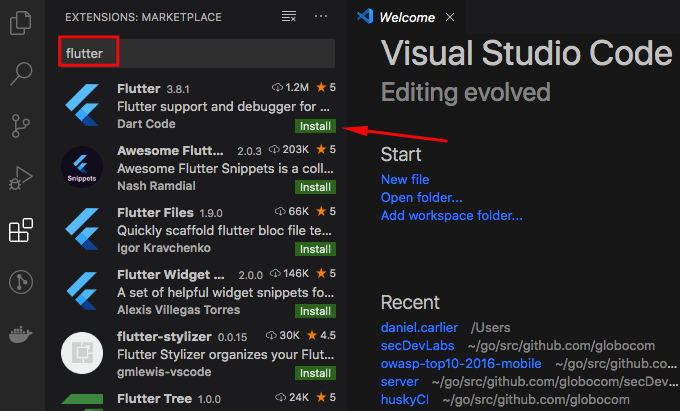 EXTENSIONS: MARKETPLACE
flutter
Flutter 3.8.1 1.2M 5
Flutter support and debugger for ...
Dart Code Install
Snippets
Awesome Flutt... 2.0.3 203K 5
Awesome Flutter Snippets is a coll...
Nash Ramdial Install
Flutter Files 1.9.0 66K 5
Quickly scaffold flutter bloc file te...
Igor Kravchenko Install
Flutter Widget ... 2.0.0 146K 5
A set of helpful widget snippets fo...
Alexis Villegas Torres Install
flutter-stylizer 0.0.15 30K 4.5
Flutter Stylizer organizes your Flut...
gmlewis-vscode Install
Flutter Tree 1.0.0 24K 5
Welcome
Visual Studio Code
Editing evolved
Start
New file
Open folder...
Add workspace folder...
Recent
daniel.carlier /Users
secDevLabs ~/go/src/github.com/globocom
owasp-top10-2016-mobile ~/go/src/github.com
server ~/go/src/github.com/globocom/secDev
huskyCI ~/go/src/github.com/globocom